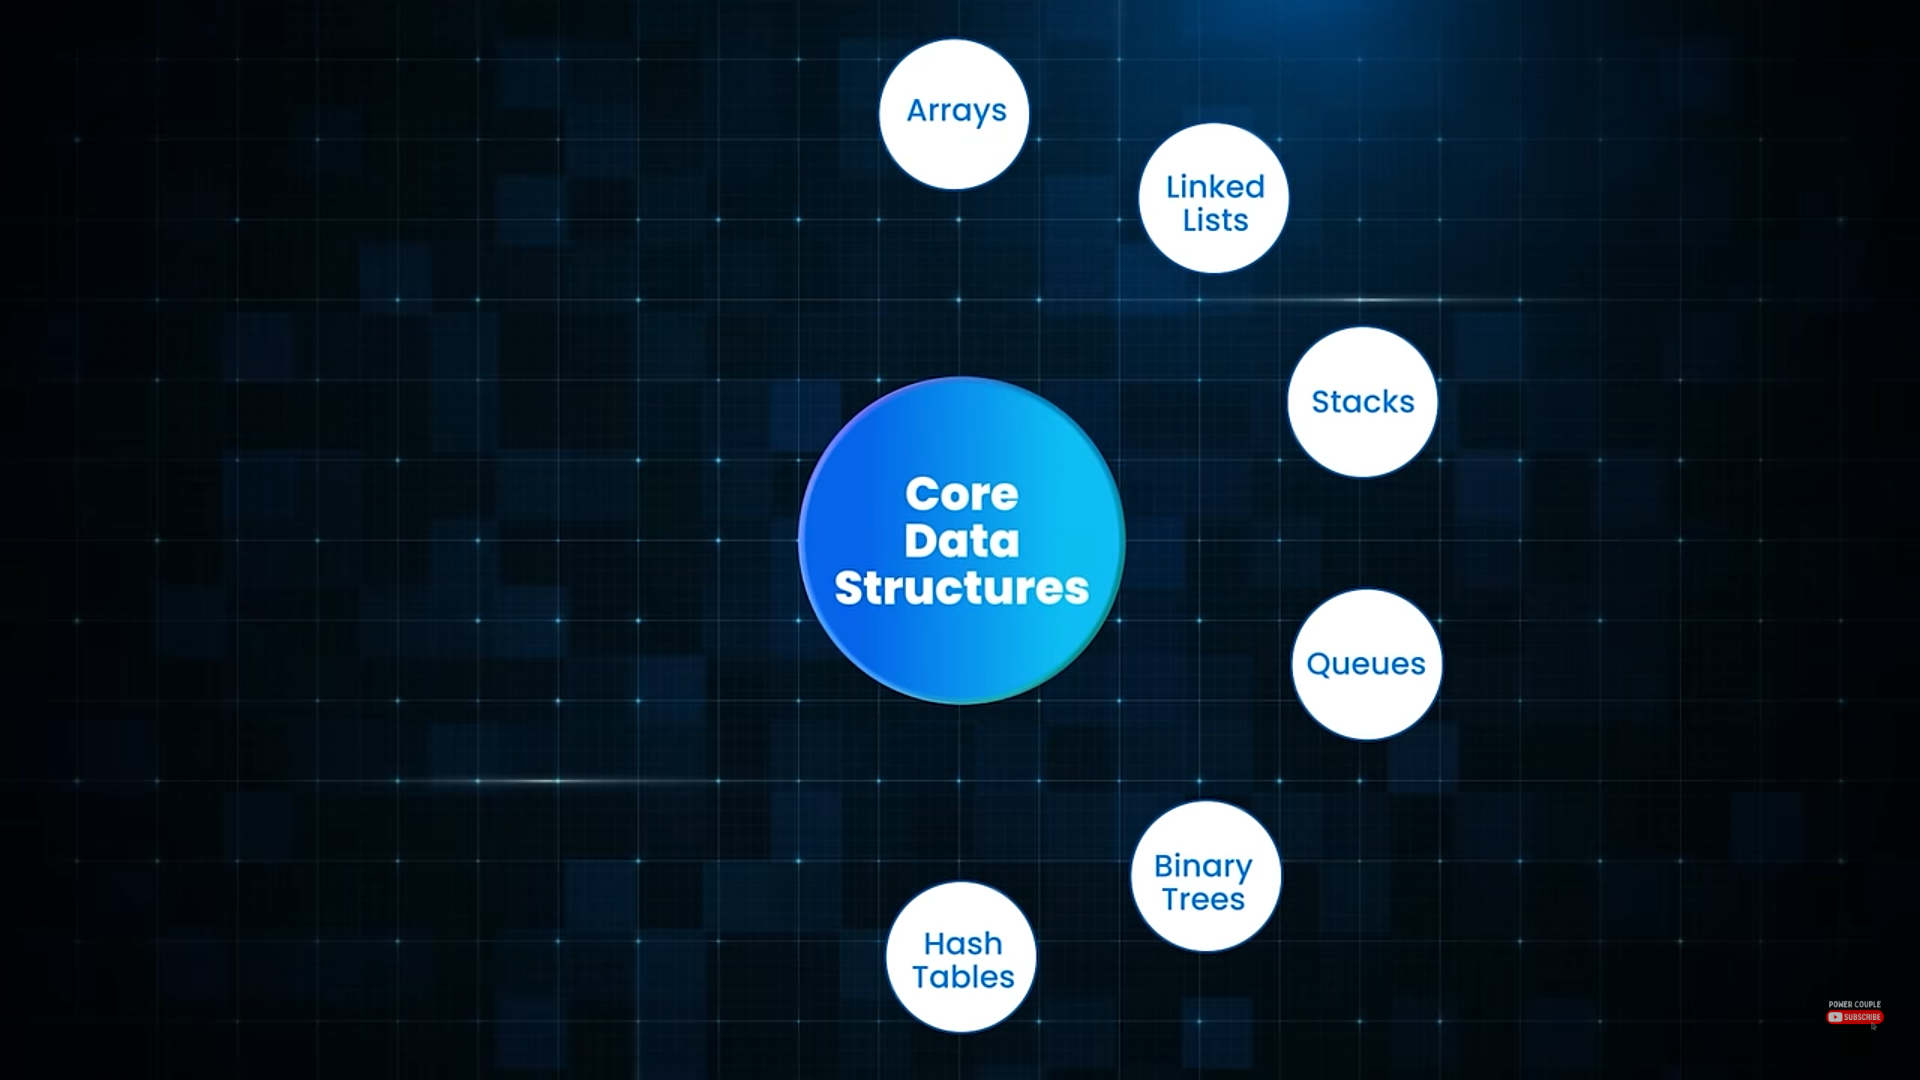 Arrays
Linked
Lists
Stacks
Core
Data
Structures
Queues
Binary
Trees
Hash
Tables
POWER COUPLE
SUBSCRIBE